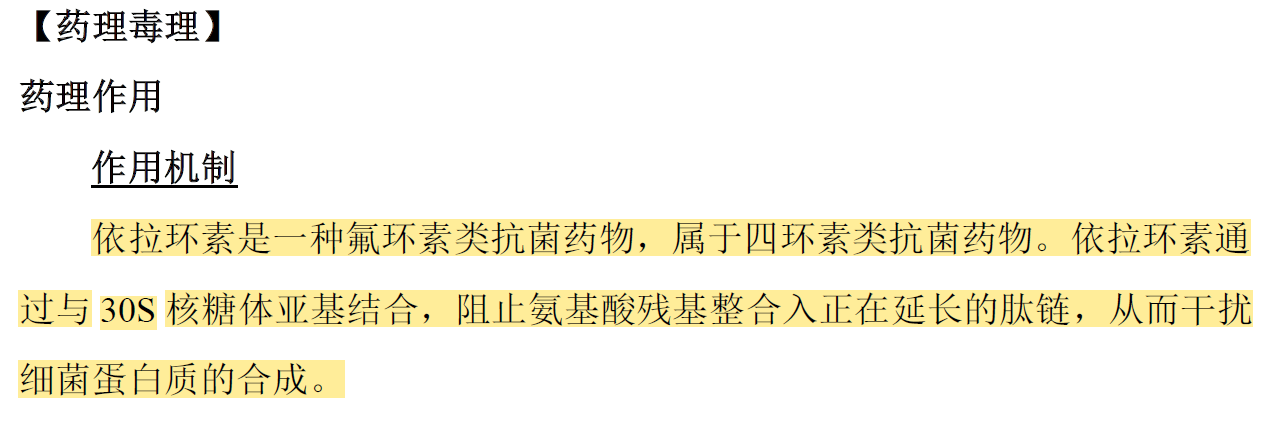 【药理毒理】
药理作用
作用机制
依拉环素是一种氟环素类抗菌药物，属于四环素类抗菌药物。依拉环素通
过与 30S 核糖体亚基结合，阻止氨基酸残基整合入正在延长的肽链，从而干扰
细菌蛋白质的合成。